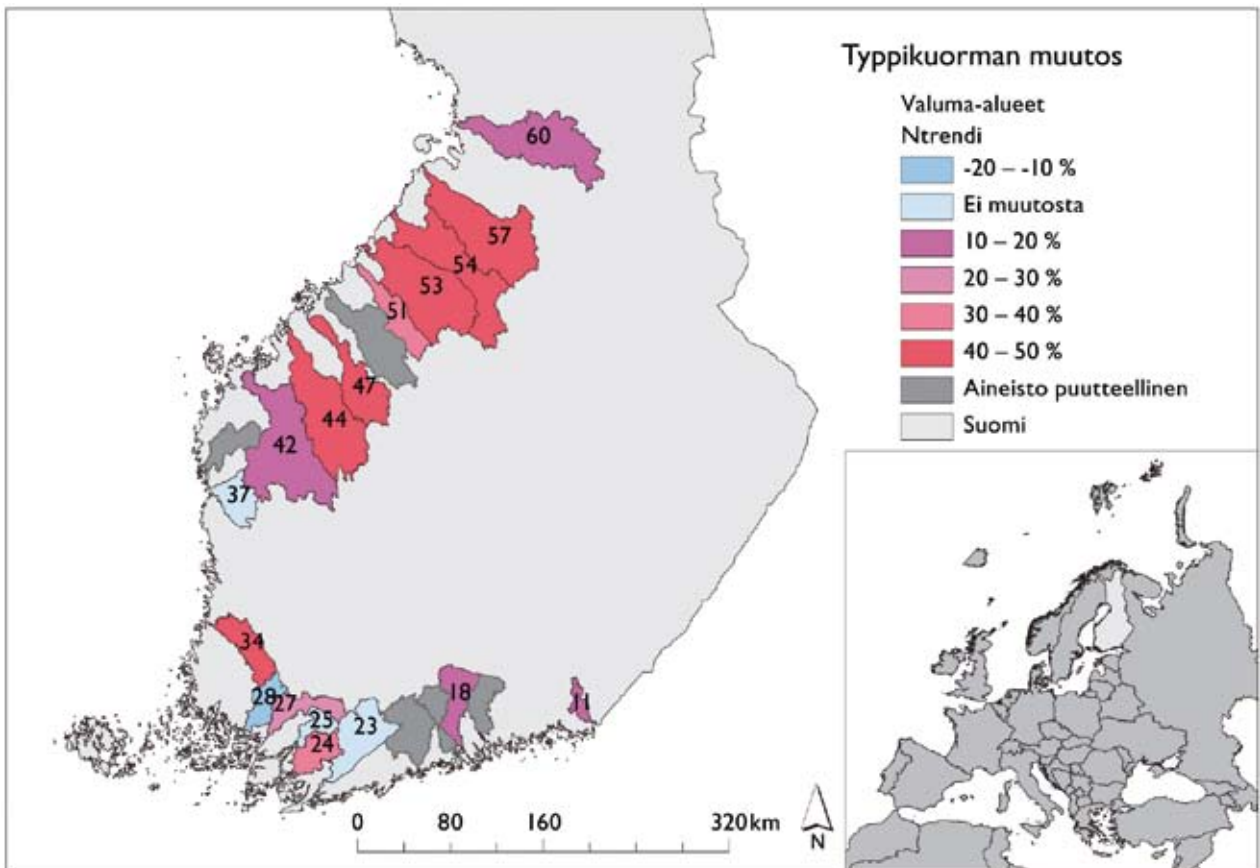 Typpikuorman muutos
Valuma-alueet
Ntrendi
-20 – -10 %
Ei muutosta
10 – 20 %
20 – 30 %
30 – 40 %
40 – 50 %
Aineisto puutteellinen
Suomi
60
57
54
53
51
47
44
42
37
34
28
27
25
24
23
18
11
0 80 160 320 km
N